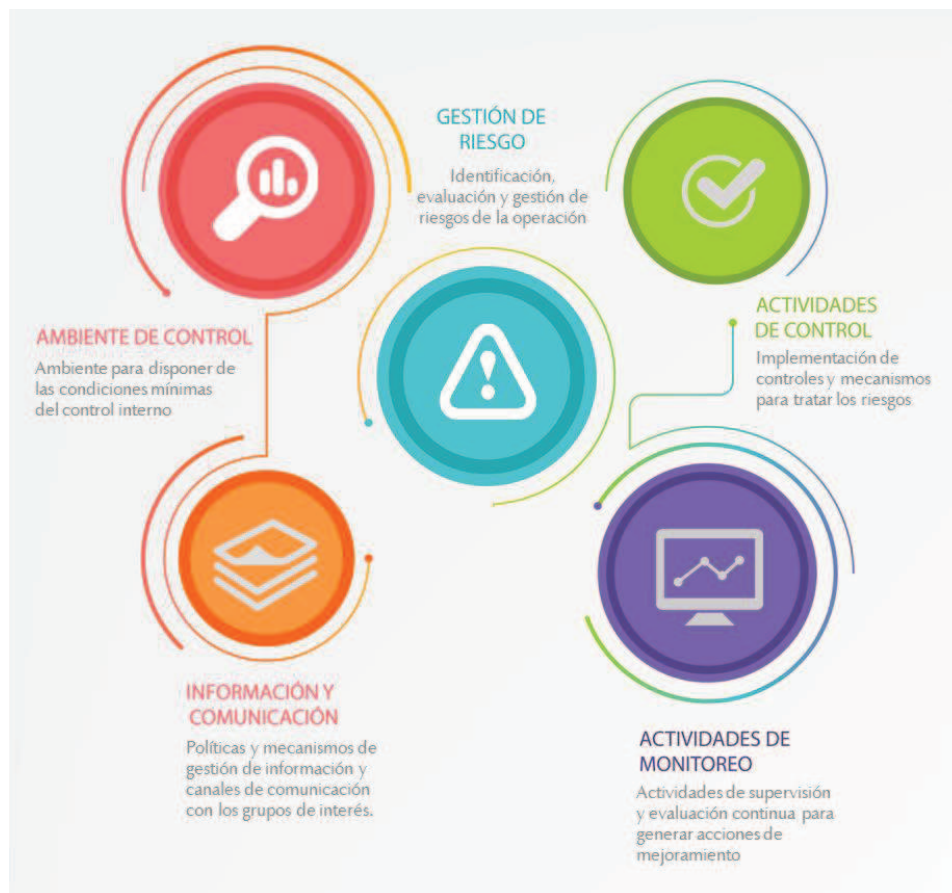 GESTIÓN DE
RIESGO
Identificación,
evaluación y gestión de
riesgos de la operación
AMBIENTE DE CONTROL
Ambiente para disponer de
las condiciones mínimas
del control interno
ACTIVIDADES
DE CONTROL
Implementación de
controles y mecanismos
para tratar los riesgos
INFORMACIÓN Y
COMUNICACIÓN
Políticas y mecanismos de
gestión de información y
canales de comunicación
con los grupos de interés.
ACTIVIDADES DE
MONITOREO
Actividades de supervisión
y evaluación continua para
generar acciones de
mejoramiento